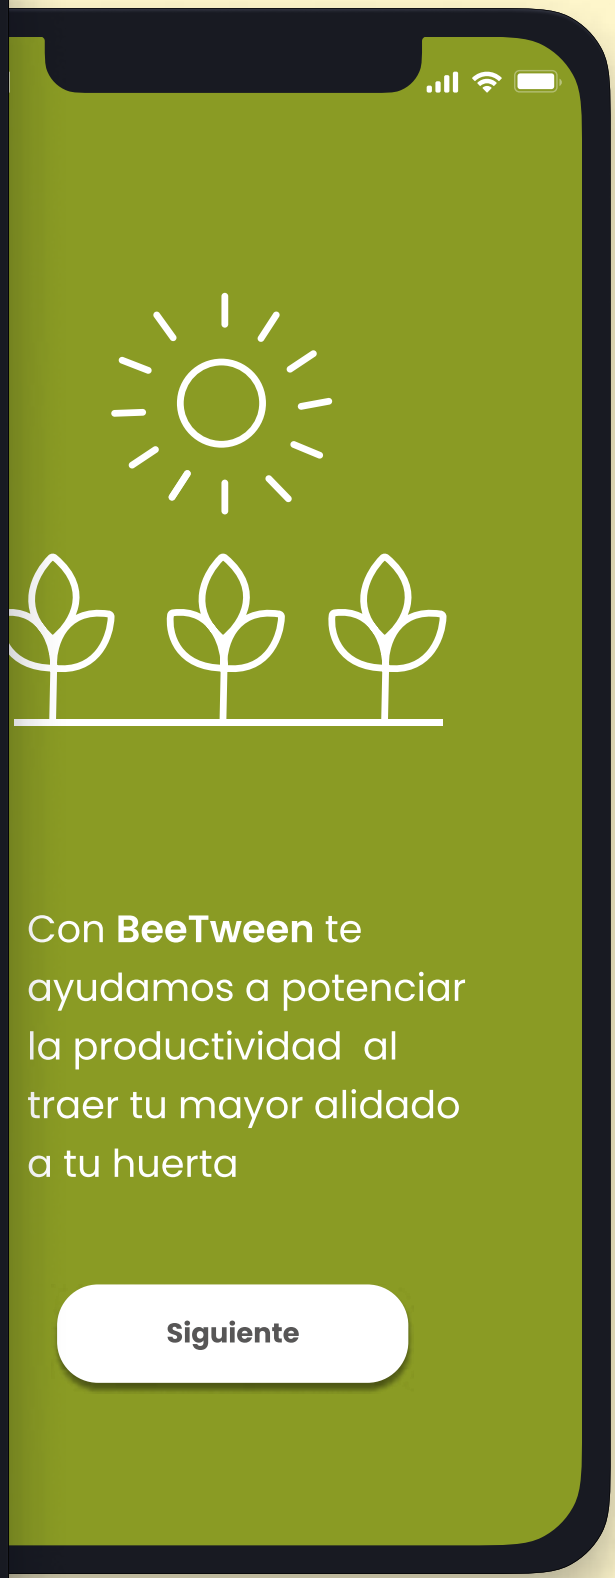 Con BeeTween te
ayudamos a potenciar
la productividad  al
traer tu mayor alidado
a tu huerta
Siguiente